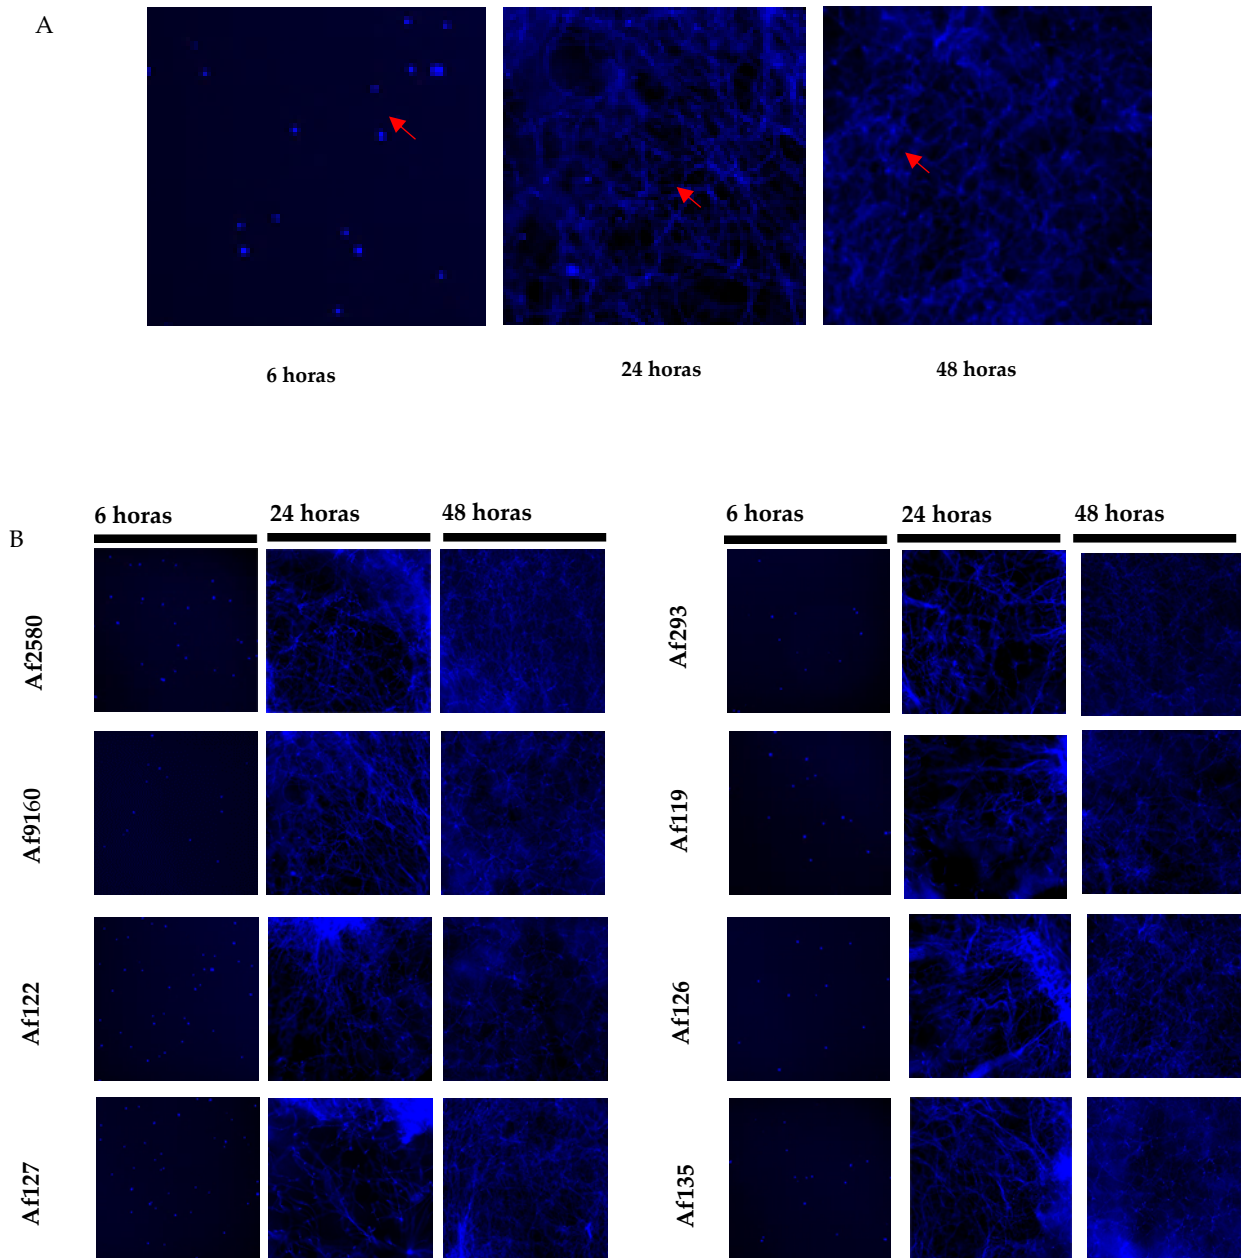 A
6 horas
24 horas
48 horas
B
6 horas
24 horas
48 horas
6 horas
24 horas
48 horas
Af2580
Af293
Af9160
Af119
Af122
Af126
Af127
Af135